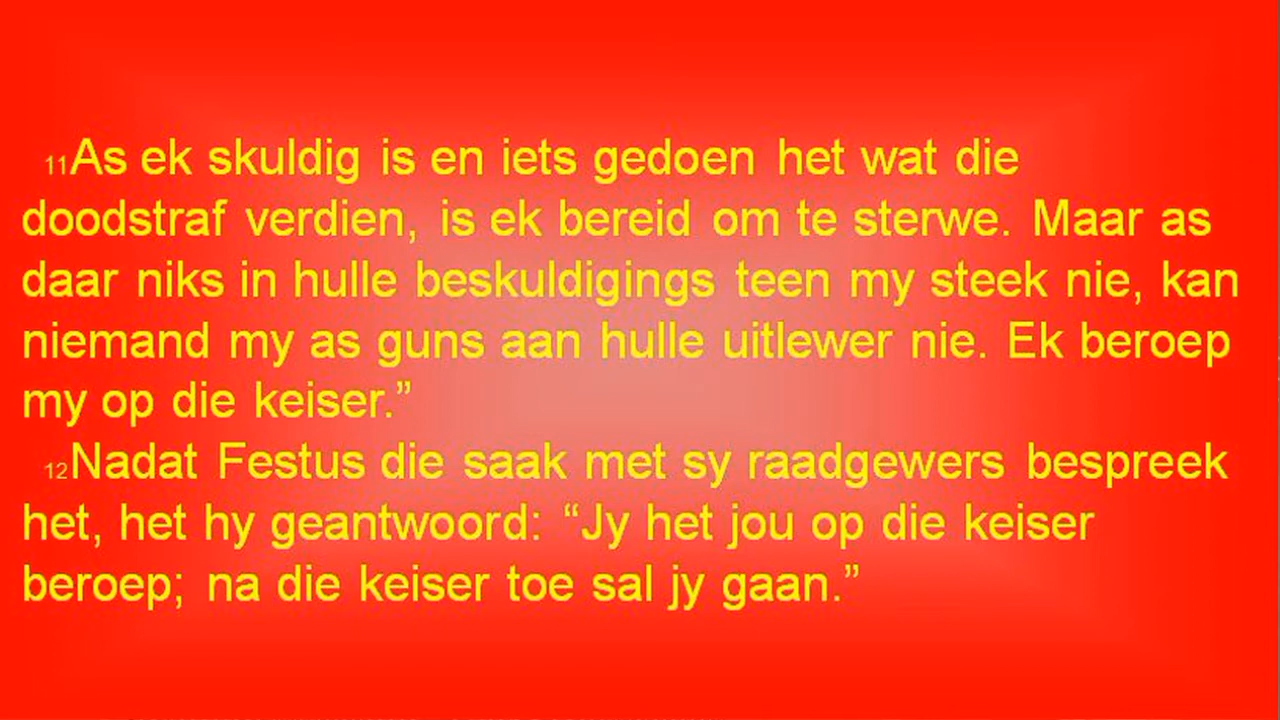 11As ek skuldig is en iets gedoen het wat die
doodstraf verdien, is ek bereid om te sterwe. Maar as
daar niks in hulle beskuldigings teen my steek nie, kan
niemand my as guns aan hulle uitlewer nie. Ek beroep
my op die keiser.”
12Nadat Festus die saak met sy raadgewers bespreek
het, het hy geantwoord: “Jy het jou op die keiser
beroep; na die keiser toe sal jy gaan.”